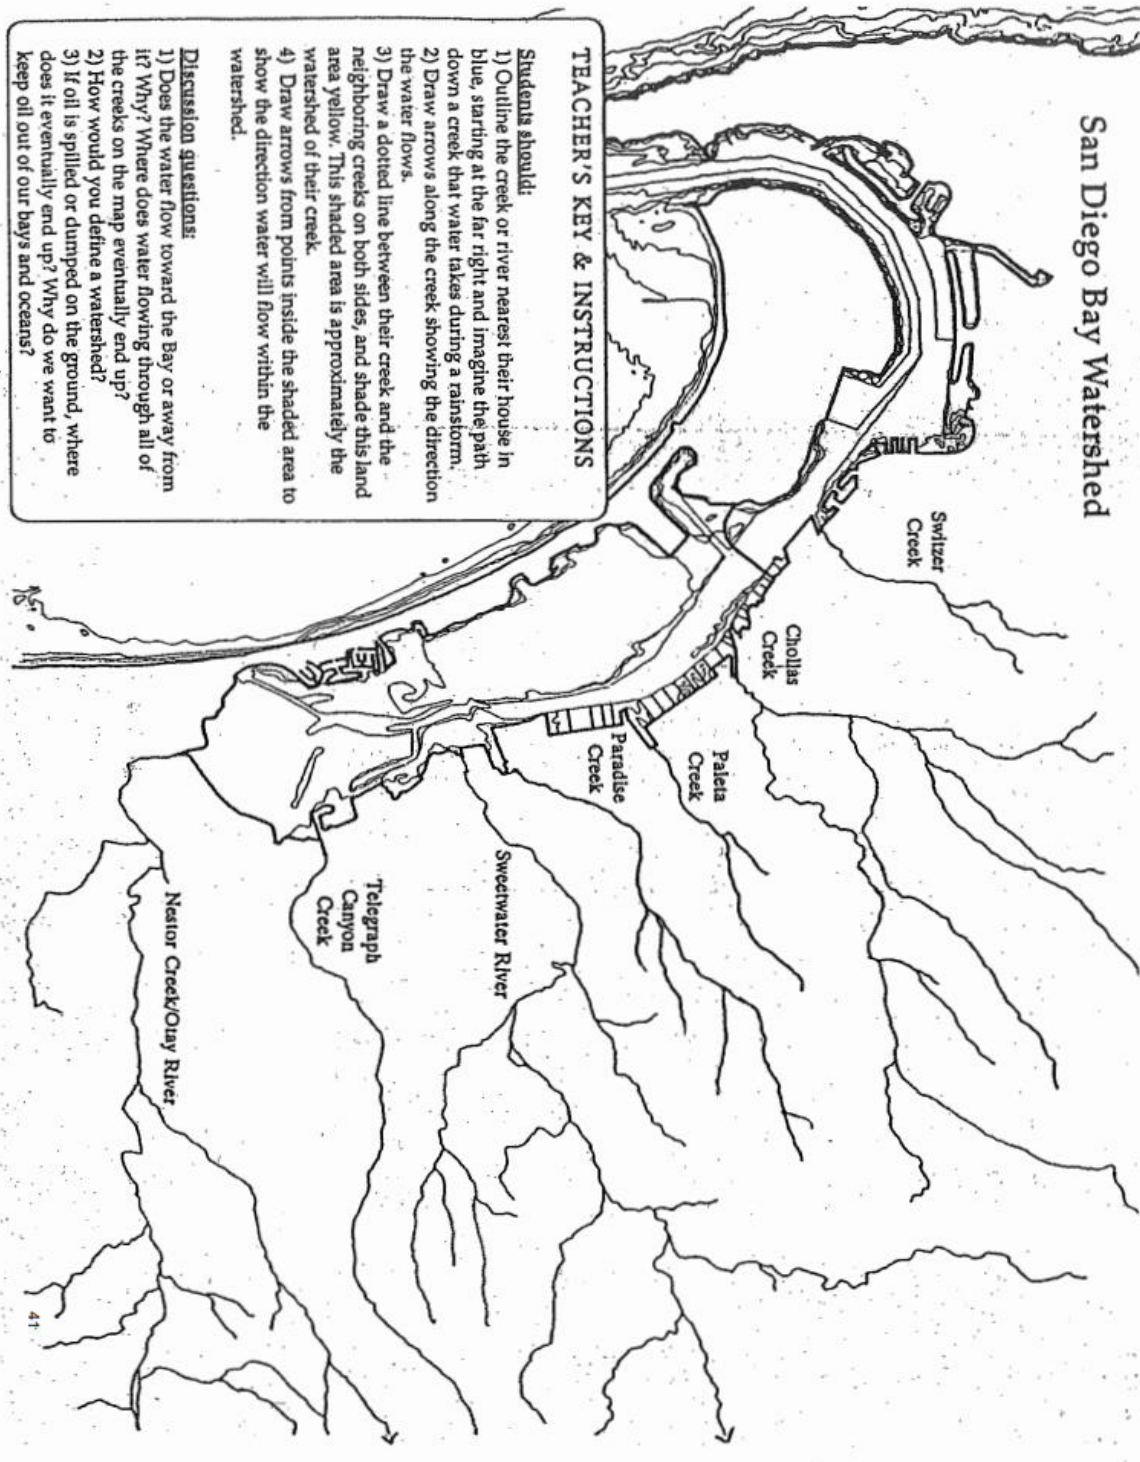 San Diego Bay Watershed
Switzer
Creek
Chollas
Creek
Paleta
Creek
Paradise
Creek
Sweetwater River
Telegraph
Canyon
Creek
Nestor Creek/Otay River
TEACHER'S KEY & INSTRUCTIONS
Students should:
1) Outline the creek or river nearest their house in
blue, starting at the far right and imagine the path
down a creek that water takes during a rainstorm.
2) Draw arrows along the creek showing the direction
the water flows.
3) Draw a dotted line between their creek and the
neighboring creeks on both sides, and shade this land
area yellow. This shaded area is approximately the
watershed of their creek.
4) Draw arrows from points inside the shaded area to
show the direction water will flow within the
watershed.
Discussion questions:
1) Does the water flow toward the Bay or away from
it? Why? Where does water flowing through all of
the creeks on the map eventually end up?
2) How would you define a watershed?
3) If oil is spilled or dumped on the ground, where
does it eventually end up? Why do we want to
keep oil out of our bays and oceans?
41